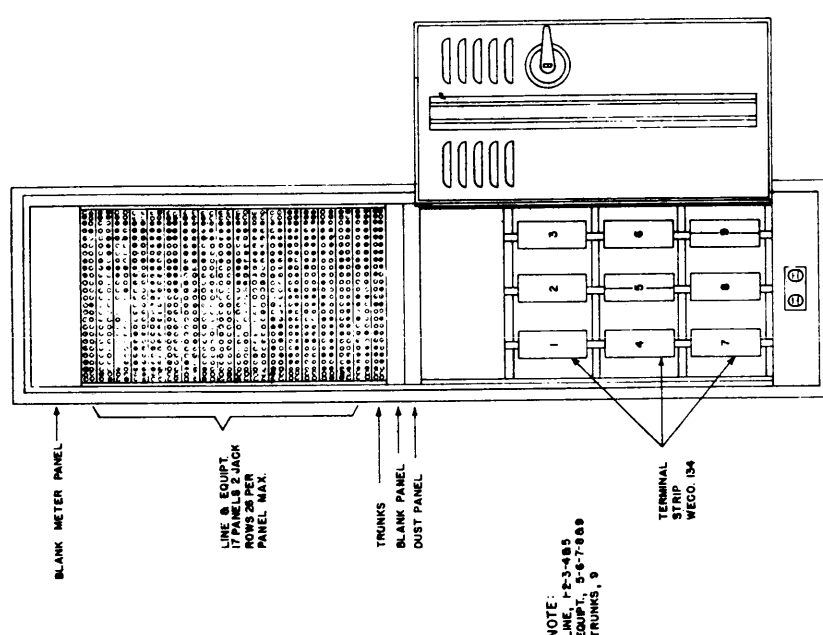 BLANK METER PANEL
LINE & EQUIPT.
17 PANELS 2 JACK
ROWS 26 PER
PANEL MAX.
TRUNKS
BLANK PANEL
DUST PANEL
1
2
3
4
5
6
7
8
9
TERMINAL
STRIP
WECO. 134
NOTE:
LINE, 1-2-3-4&5
EQUIPT., 5-6-7-8&9
TRUNKS, 9